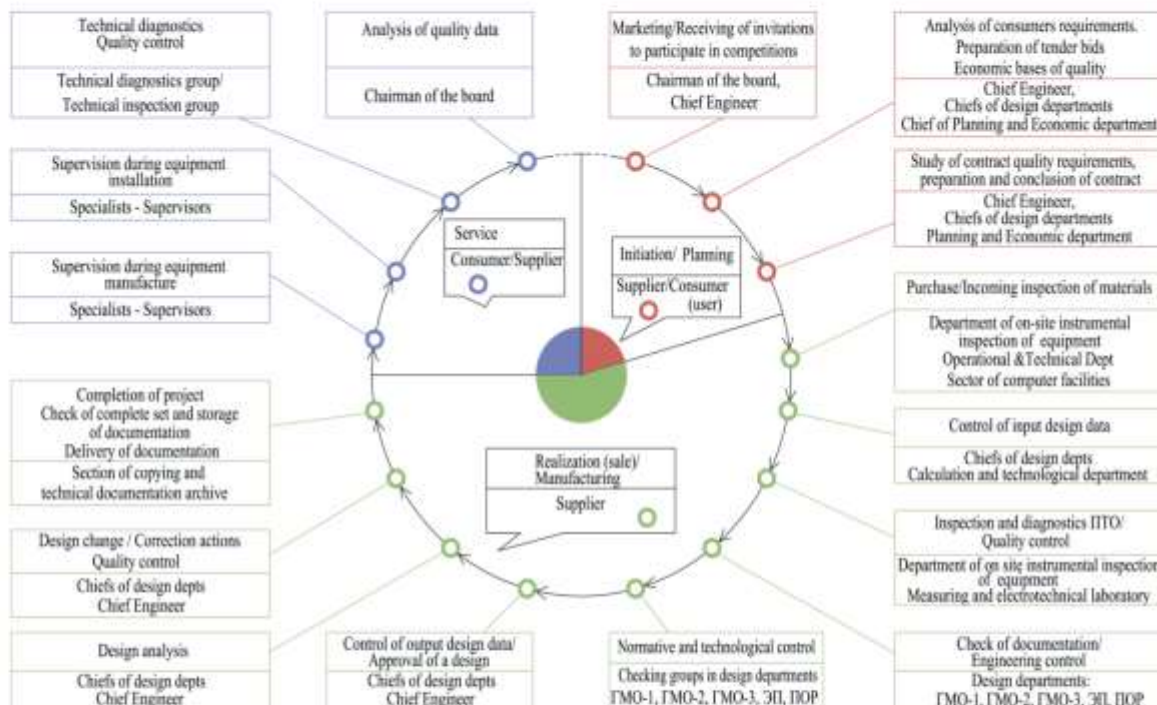 Technical diagnostics
Quality control
Technical diagnostics group/
Technical inspection group
Analysis of quality data
Chairman of the board
Marketing/Receiving of invitations
to participate in competitions
Chairman of the board,
Chief Engineer
Analysis of consumers requirements.
Preparation of tender bids
Economic bases of quality
Chief Engineer,
Chiefs of design departments
Chief of Planning and Economic department
Supervision during equipment
installation
Specialists - Supervisors
Study of contract quality requirements,
preparation and conclusion of contract
Chief Engineer,
Chiefs of design departments
Planning and Economic department
Service
Consumer/Supplier
Initiation/ Planning
Supplier/Consumer
(user)
Supervision during equipment
manufacture
Specialists - Supervisors
Purchase/Incoming inspection of materials
Department of on-site instrumental
inspection of equipment
Operational &Technical Dept
Sector of computer facilities
Completion of project
Check of complete set and storage
of documentation
Delivery of documentation
Section of copying and
technical documentation archive
Control of input design data
Chiefs of design depts
Calculation and technological department
Realization (sale)/
Manufacturing
Supplier
Design change / Correction actions
Quality control
Chiefs of design depts
Chief Engineer
Inspection and diagnostics ПТО/
Quality control
Department of on site instrumental inspection
of equipment
Measuring and electrotechnical laboratory
Design analysis
Chiefs of design depts
Chief Engineer
Control of output design data/
Approval of a design
Chiefs of design depts
Chief Engineer
Normative and technological control
Checking groups in design departments
ГМО-1, ГМО-2, ГМО-3, ЭП, ПОР
Check of documentation/
Engineering control
Design departments:
ГМО-1, ГМО-2, ГМО-3, ЭП, ПОР